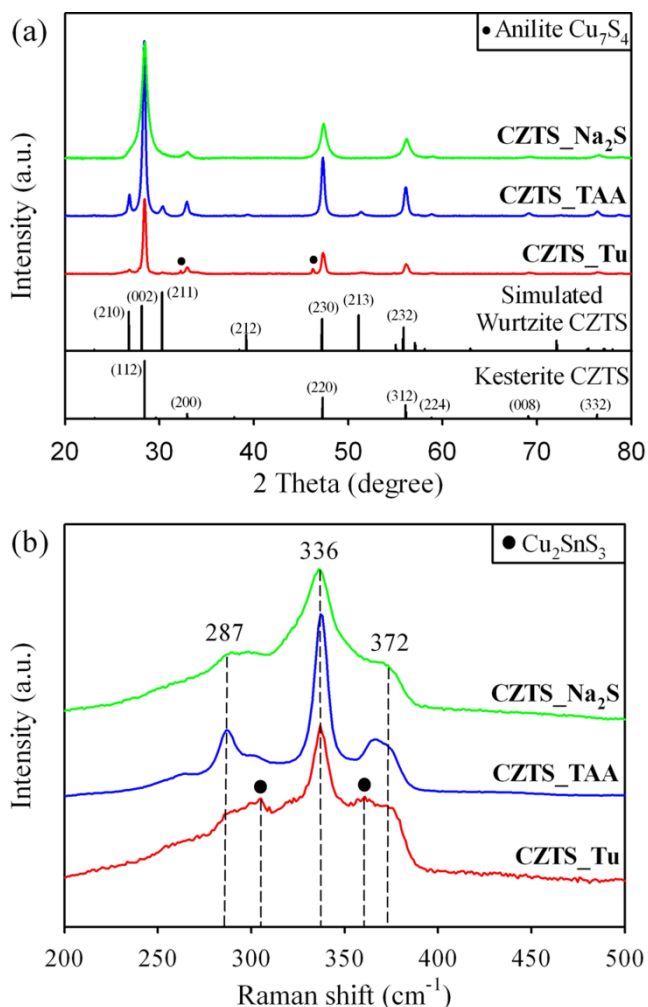 (a)
• Anilite Cu₇S₄
Intensity (a.u.)
CZTS_Na₂S
CZTS_TAA
CZTS_Tu
(210)
(002)
(211)
(212)
(230)
(213)
(232)
Simulated
Wurtzite CZTS
(112)
(200)
(220)
(312)
(224)
(008)
(332)
Kesterite CZTS
20 30 40 50 60 70 80
2 Theta (degree)
(b)
● Cu₂SnS₃
Intensity (a.u.)
287
336
372
CZTS_Na₂S
CZTS_TAA
CZTS_Tu
200 250 300 350 400 450 500
Raman shift (cm⁻¹)